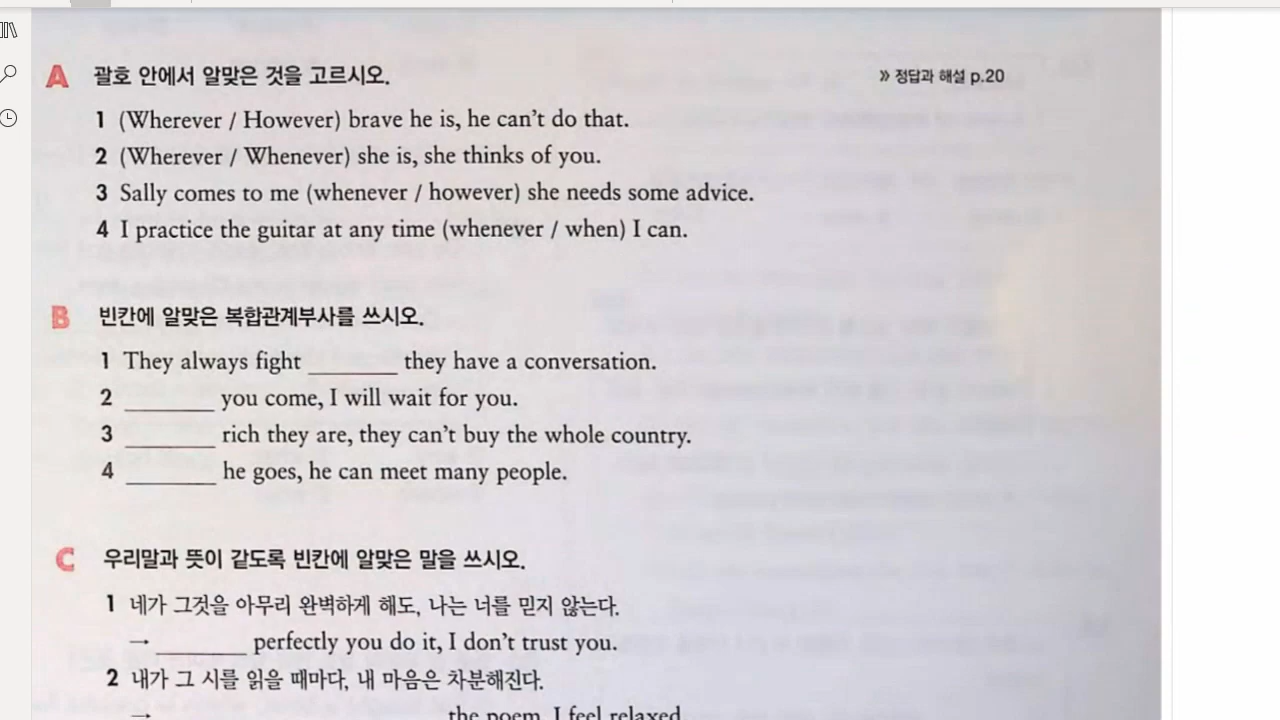 A 괄호 안에서 알맞은 것을 고르시오.
» 정답과 해설 p.20
1 (Wherever / However) brave he is, he can't do that.
2 (Wherever / Whenever) she is, she thinks of you.
3 Sally comes to me (whenever / however) she needs some advice.
4 I practice the guitar at any time (whenever / when) I can.
B 빈칸에 알맞은 복합관계부사를 쓰시오.
1 They always fight ________ they have a conversation.
2 ________ you come, I will wait for you.
3 ________ rich they are, they can't buy the whole country.
4 ________ he goes, he can meet many people.
C 우리말과 뜻이 같도록 빈칸에 알맞은 말을 쓰시오.
1 네가 그것을 아무리 완벽하게 해도, 나는 너를 믿지 않는다.
→ ________ perfectly you do it, I don't trust you.
2 내가 그 시를 읽을 때마다, 내 마음은 차분해진다.
→ ________ the poem, I feel relaxed.